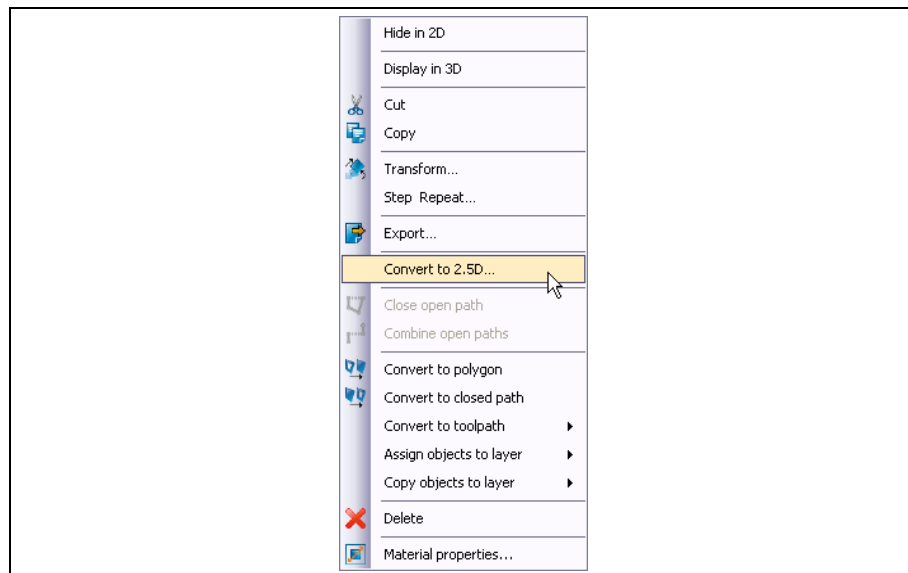 Hide in 2D
Display in 3D
Cut
Copy
Transform...
Step Repeat...
Export...
Convert to 2.5D...
Close open path
Combine open paths
Convert to polygon
Convert to closed path
Convert to toolpath
Assign objects to layer
Copy objects to layer
Delete
Material properties...